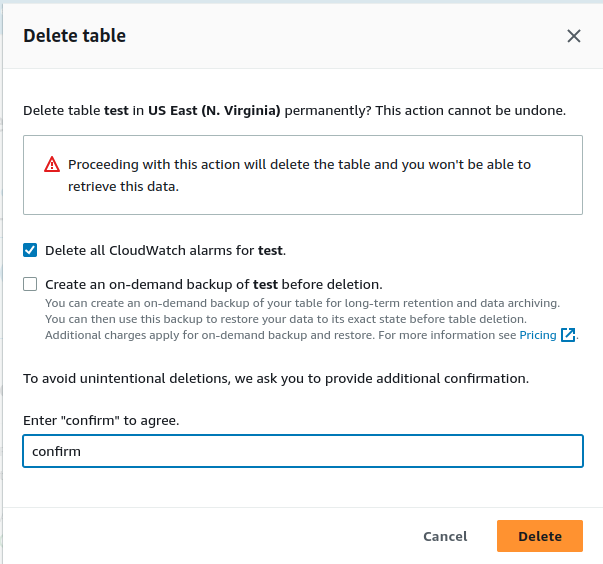 Delete table
Delete table test in US East (N. Virginia) permanently? This action cannot be undone.
Proceeding with this action will delete the table and you won't be able to
retrieve this data.
Delete all CloudWatch alarms for test.
Create an on-demand backup of test before deletion.
You can create an on-demand backup of your table for long-term retention and data archiving.
You can then use this backup to restore your data to its exact state before table deletion.
Additional charges apply for on-demand backup and restore. For more information see Pricing.
To avoid unintentional deletions, we ask you to provide additional confirmation.
Enter "confirm" to agree.
confirm
Cancel Delete